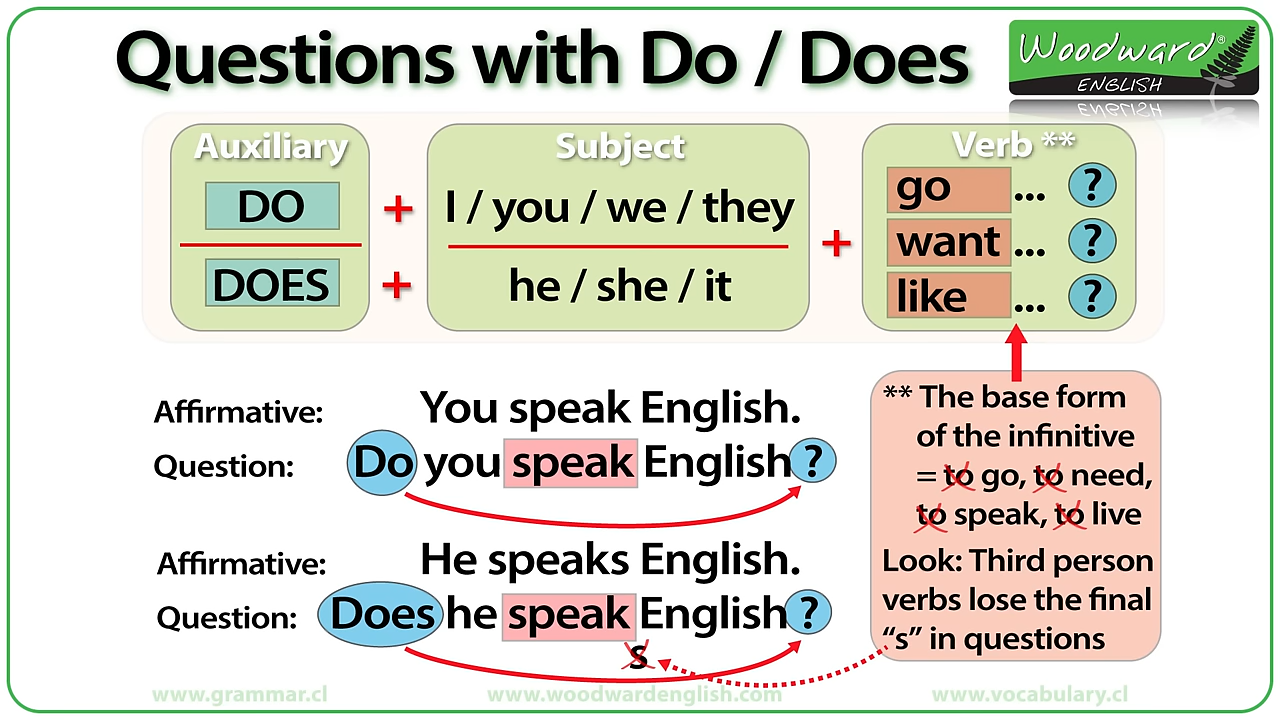 Questions with Do / Does
Woodward®
ENGLISH
Auxiliary
Subject
Verb **
DO
+
I / you / we / they
go ... ?
+
want ... ?
DOES
+
he / she / it
like ... ?
Affirmative:
You speak English.
Question:
Do you speak English ?
Affirmative:
He speaks English.
Question:
Does he speak English ?
s
** The base form
of the infinitive
= to go, to need,
to speak, to live
Look: Third person
verbs lose the final
“s” in questions
www.grammar.cl
www.woodwardenglish.com
www.vocabulary.cl